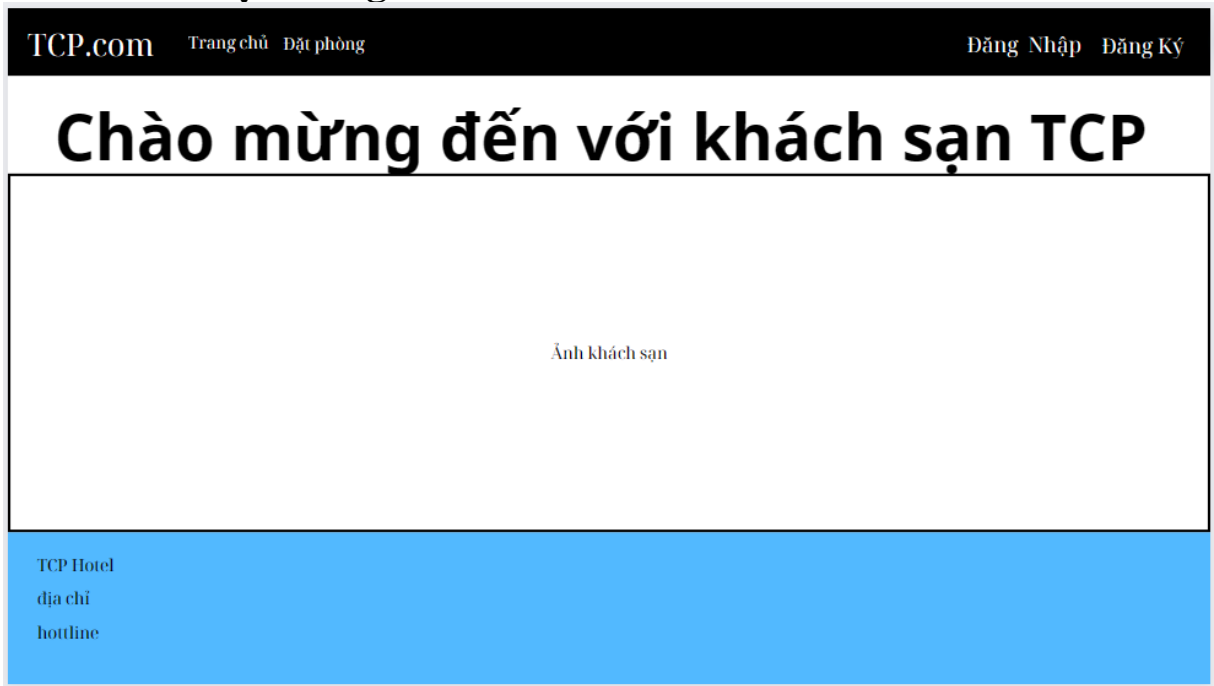 TCP.com Trang chủ Đặt phòng Đăng Nhập Đăng Ký
Chào mừng đến với khách sạn TCP
Ảnh khách sạn
TCP Hotel
địa chỉ
hottline